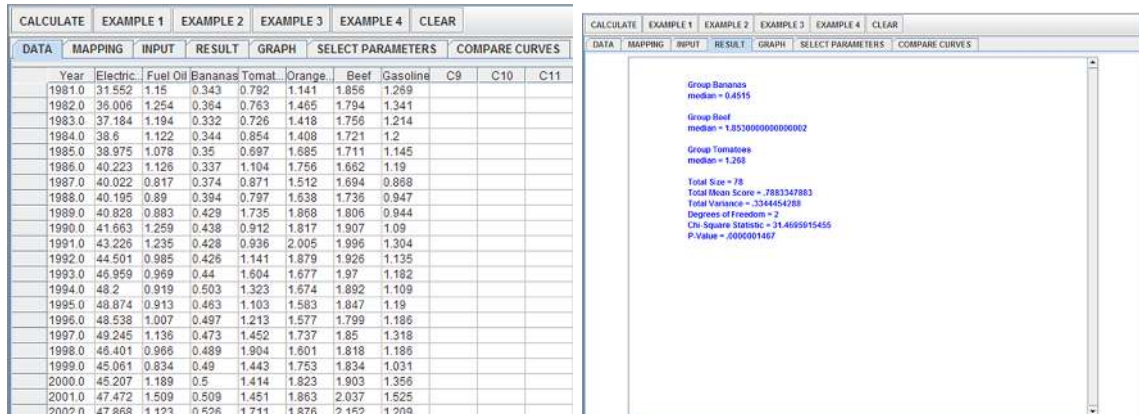 CALCULATE EXAMPLE 1 EXAMPLE 2 EXAMPLE 3 EXAMPLE 4 CLEAR
DATA MAPPING INPUT RESULT GRAPH SELECT PARAMETERS COMPARE CURVES
Year Electric... Fuel Oil Bananas Tomat... Orange... Beef Gasoline C9 C10 C11
1981.0 31.552 1.15 0.343 0.792 1.141 1.856 1.269
1982.0 36.006 1.254 0.364 0.763 1.465 1.794 1.341
1983.0 37.184 1.194 0.332 0.726 1.418 1.756 1.214
1984.0 38.6 1.122 0.344 0.854 1.408 1.721 1.2
1985.0 38.975 1.078 0.35 0.697 1.685 1.711 1.145
1986.0 40.223 1.126 0.337 1.104 1.756 1.662 1.19
1987.0 40.022 0.817 0.374 0.871 1.512 1.694 0.868
1988.0 40.195 0.89 0.394 0.797 1.638 1.736 0.947
1989.0 40.828 0.883 0.429 1.735 1.868 1.806 0.944
1990.0 41.663 1.259 0.438 0.912 1.817 1.907 1.09
1991.0 43.226 1.235 0.428 0.936 2.005 1.996 1.304
1992.0 44.501 0.985 0.426 1.141 1.879 1.926 1.135
1993.0 46.959 0.969 0.44 1.604 1.677 1.97 1.182
1994.0 48.2 0.919 0.503 1.323 1.674 1.892 1.109
1995.0 48.874 0.913 0.463 1.103 1.583 1.847 1.19
1996.0 48.538 1.007 0.497 1.213 1.577 1.799 1.186
1997.0 49.245 1.136 0.473 1.452 1.737 1.85 1.318
1998.0 46.401 0.966 0.489 1.904 1.601 1.818 1.186
1999.0 45.061 0.834 0.49 1.443 1.753 1.834 1.031
2000.0 45.207 1.189 0.5 1.414 1.823 1.903 1.356
2001.0 47.472 1.509 0.509 1.451 1.863 2.037 1.525
2002.0 47.868 1.123 0.526 1.711 1.876 2.152 1.209
CALCULATE EXAMPLE 1 EXAMPLE 2 EXAMPLE 3 EXAMPLE 4 CLEAR
DATA MAPPING INPUT RESULT GRAPH SELECT PARAMETERS COMPARE CURVES
Group Bananas
median = 0.4515
Group Beef
median = 1.8530000000000002
Group Tomatoes
median = 1.268
Total Size = 78
Total Mean Score = .7883347883
Total Variance = .3344454288
Degrees of Freedom = 2
Chi-Square Statistic = 31.4695915455
P-Value = .0000001467